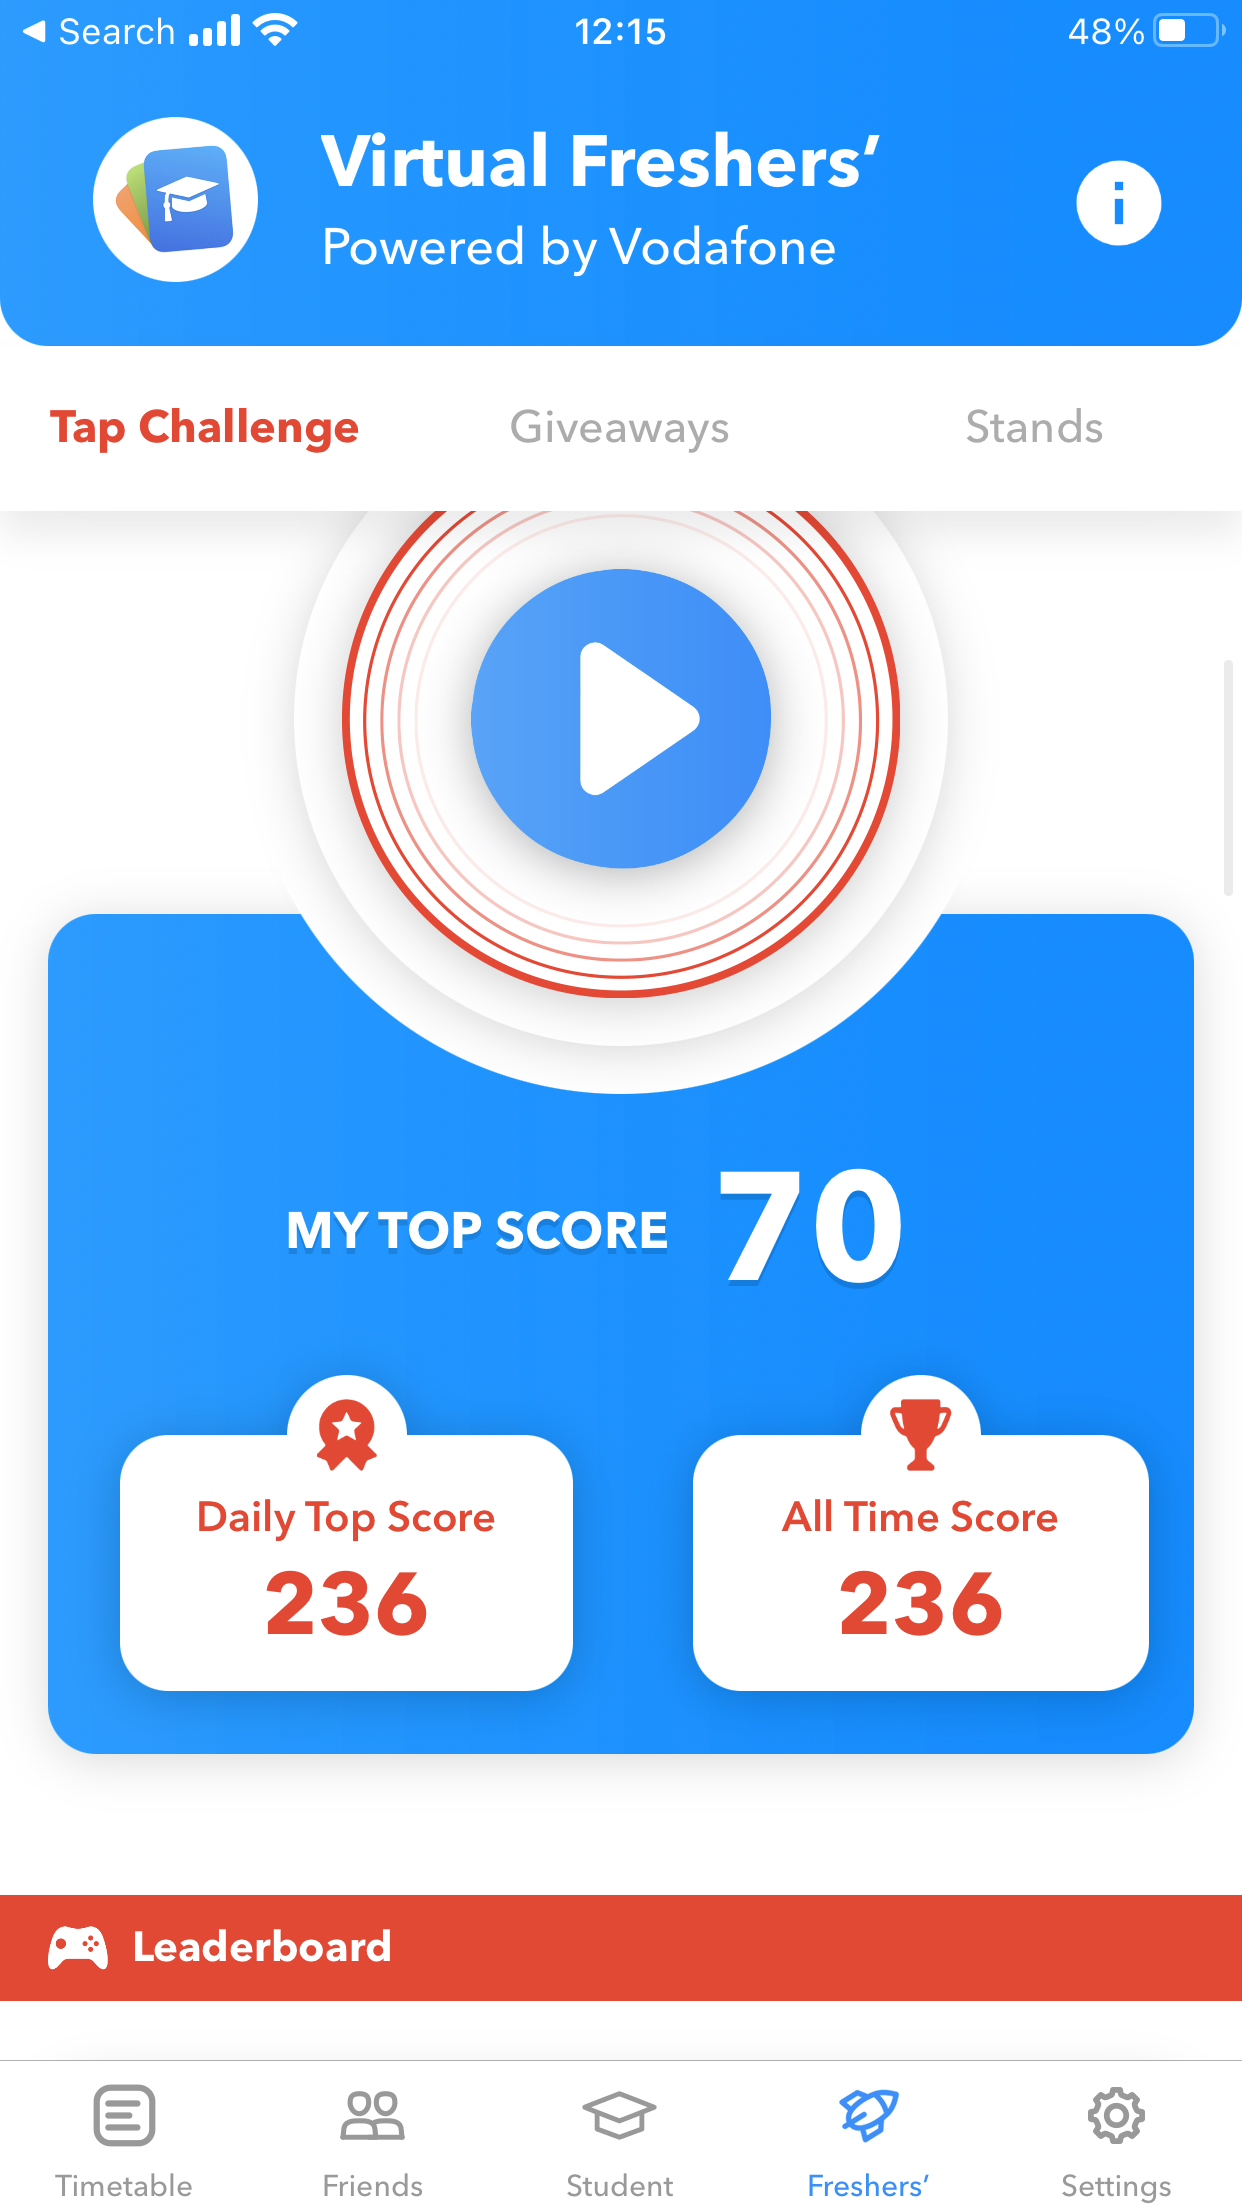 Search
12:15
48%
Virtual Freshers’
Powered by Vodafone
Tap Challenge
Giveaways
Stands
MY TOP SCORE 70
Daily Top Score
236
All Time Score
236
Leaderboard
Timetable
Friends
Student
Freshers’
Settings